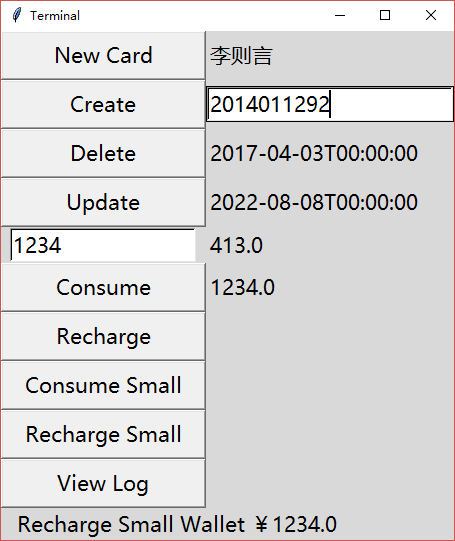 Terminal
New Card 李则言
Create 2014011292
Delete 2017-04-03T00:00:00
Update 2022-08-08T00:00:00
1234 413.0
Consume 1234.0
Recharge
Consume Small
Recharge Small
View Log
Recharge Small Wallet ￥1234.0